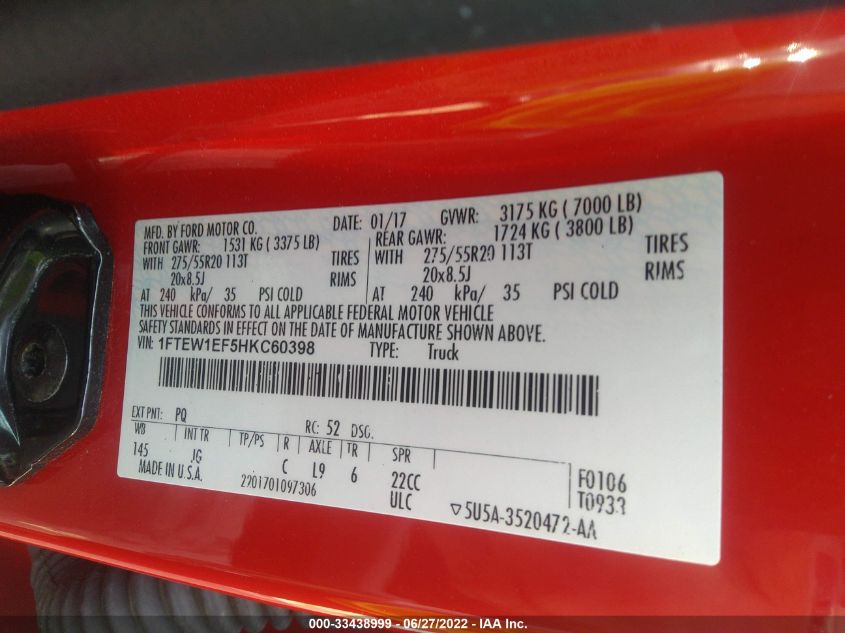 MFD. BY FORD MOTOR CO. DATE: 01/17 GVWR: 3175 KG ( 7000 LB)
FRONT GAWR: 1531 KG ( 3375 LB) REAR GAWR: 1724 KG ( 3800 LB)
WITH 275/55R20 113T TIRES WITH 275/55R20 113T TIRES
20x8.5J RIMS 20x8.5J RIMS
AT 240 kPa/ 35 PSI COLD AT 240 kPa/ 35 PSI COLD
THIS VEHICLE CONFORMS TO ALL APPLICABLE FEDERAL MOTOR VEHICLE
SAFETY STANDARDS IN EFFECT ON THE DATE OF MANUFACTURE SHOWN ABOVE.
VIN: 1FTEW1EF5HKC60398 TYPE: Truck
EXT PNT: PQ RC: 52 DSO:
WB INT TR TP/PS R AXLE TR SPR
145 JG C L9 6 22CC F0106
MADE IN U.S.A. 2201701097306 ULC T0933
▽5U5A-3520472-AA
000-33438999 - 06/27/2022 - IAA Inc.